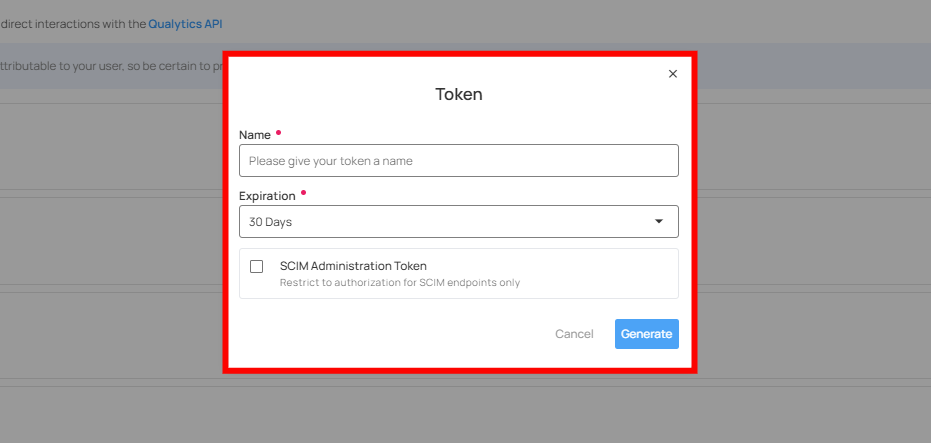 direct interactions with the Qualytics API
ttributable to your user, so be certain to
Token
Name
Please give your token a name
Expiration
30 Days
SCIM Administration Token
Restrict to authorization for SCIM endpoints only
Cancel
Generate